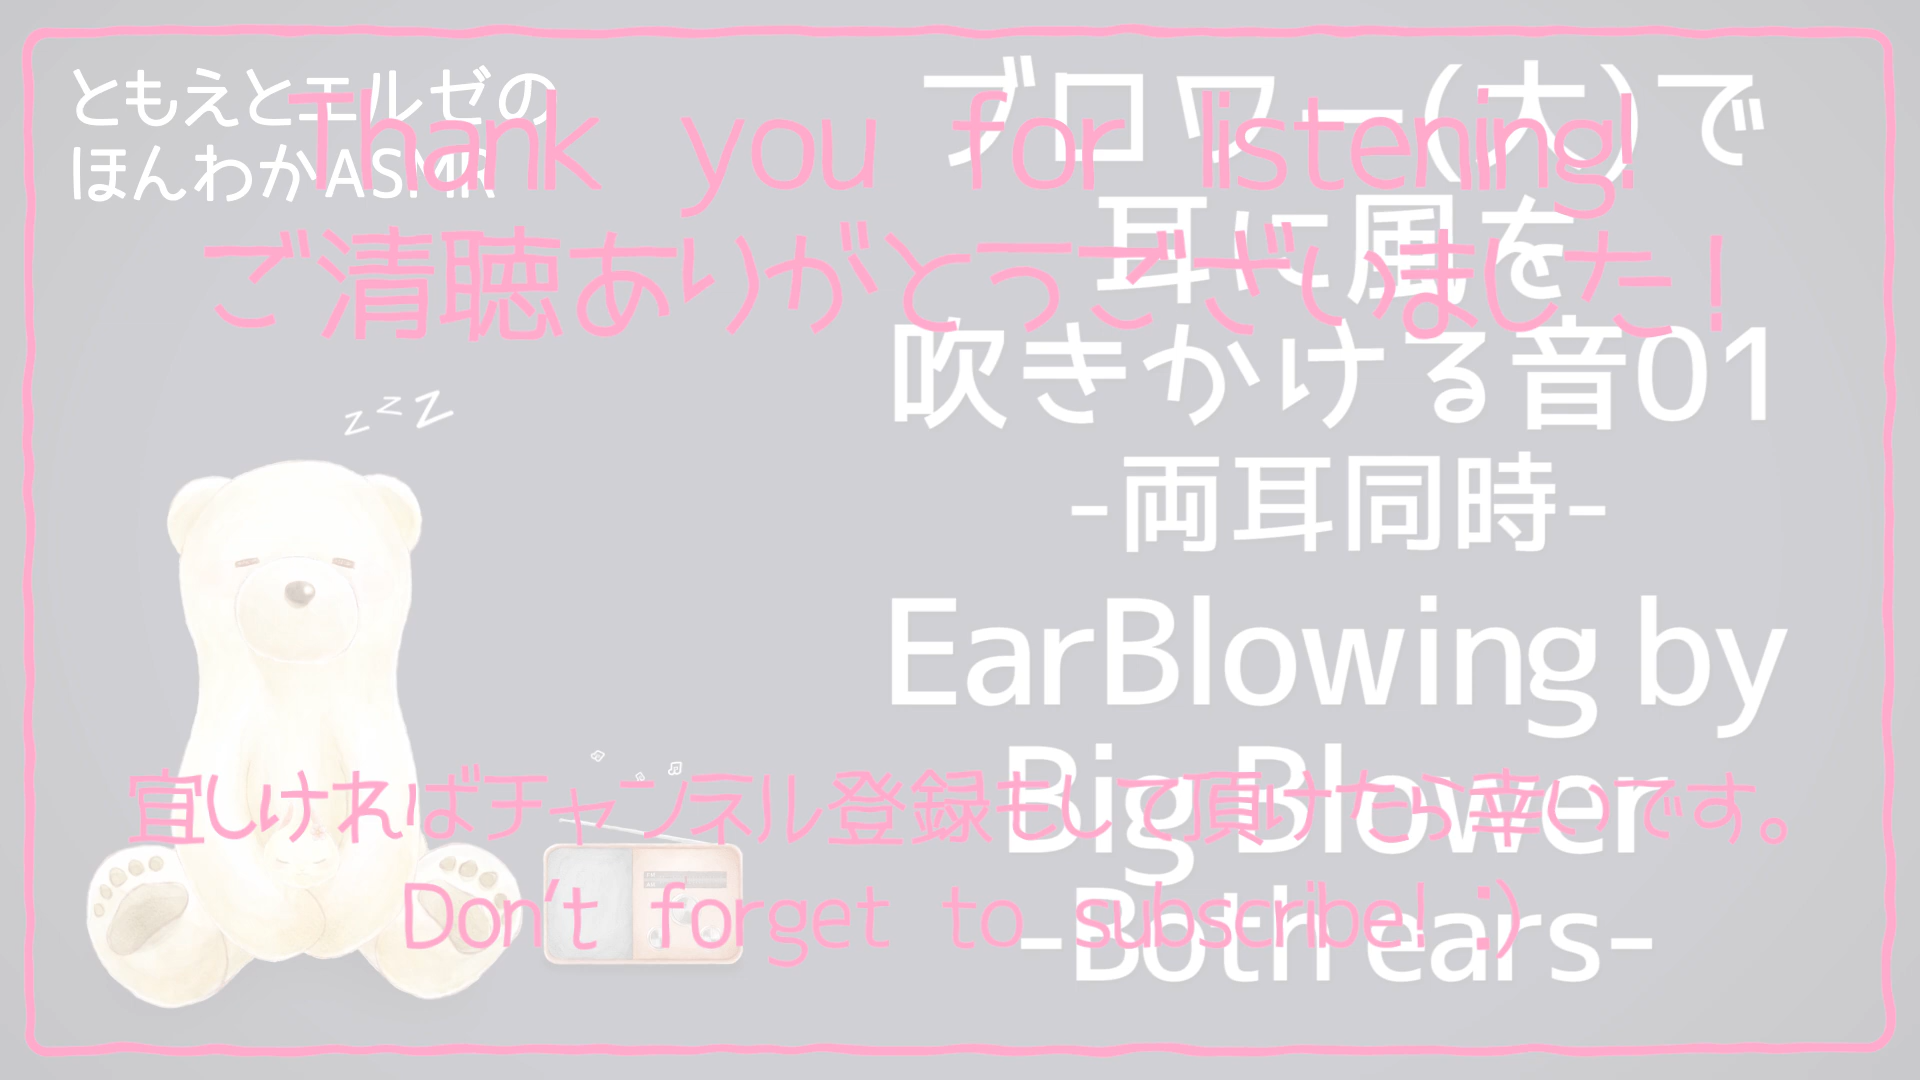 ともえとエルゼの
ほんわかASMR
Thank you for listening!
ご清聴ありがとうございました！
ブロワー(大)で
耳に風を
吹きかける音01
-両耳同時-
EarBlowing by
Big Blower
-Both ears-
zzz
宜しければチャンネル登録もして頂けたら幸いです。
Don't forget to subscribe! :)